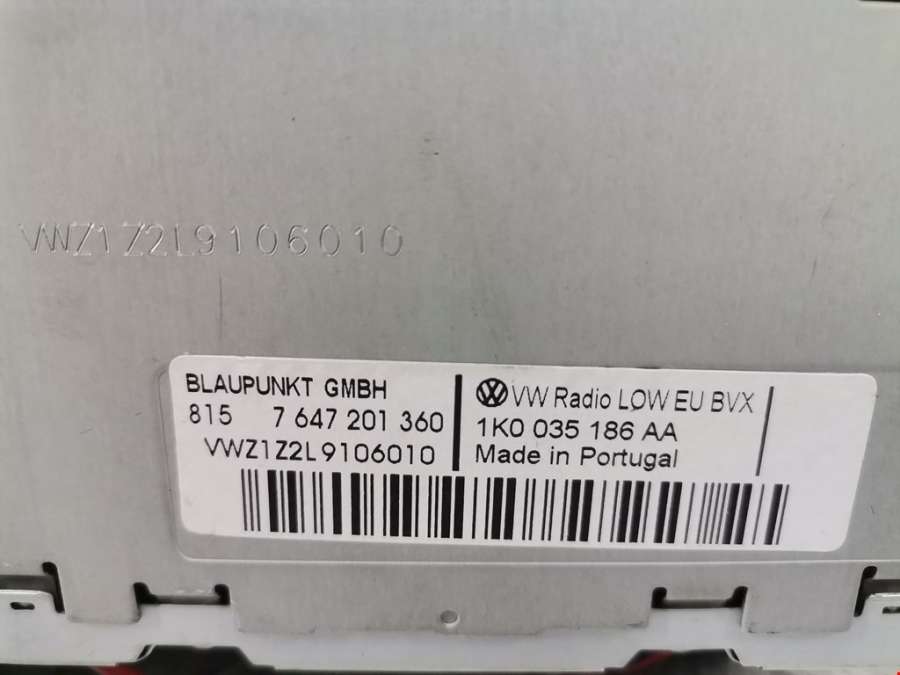 VWZ1Z2L9106010
BLAUPUNKT GMBH
815 7 647 201 360
VWZ1Z2L9106010
VW Radio LOW EU BVX
1K0 035 186 AA
Made in Portugal